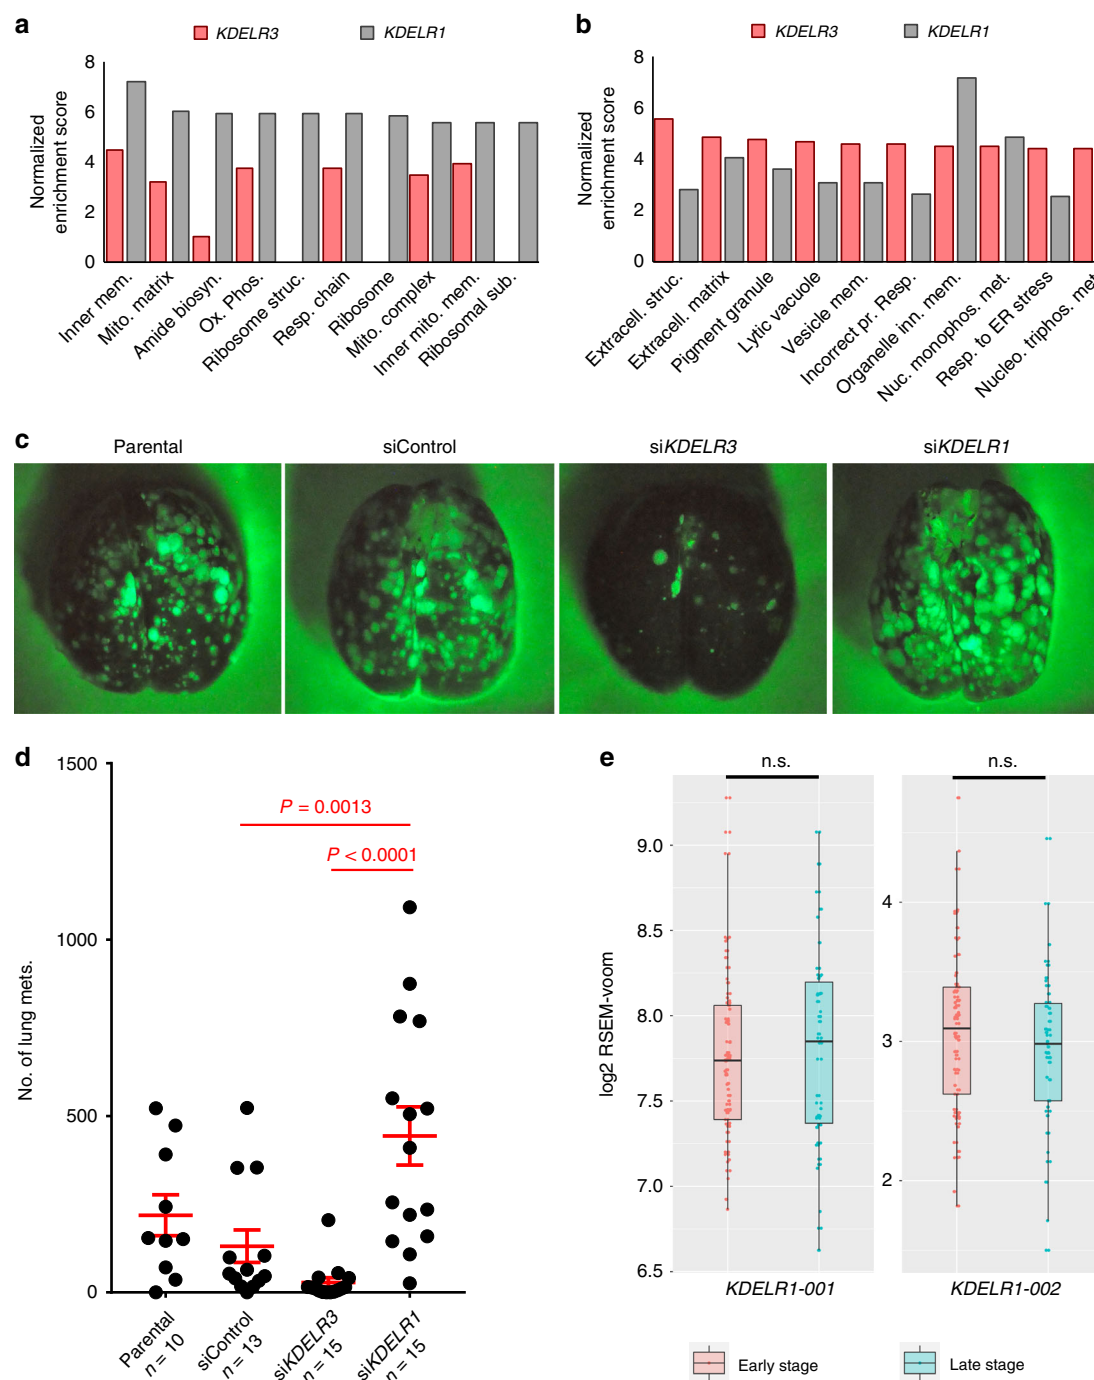 a
KDELR3
KDELR1
Normalized
enrichment score
8
6
4
2
0
Inner mem.
Mito. matrix
Amide biosyn.
Ox. Phos.
Ribosome struc.
Resp. chain
Ribosome
Mito. complex
Inner mito. mem.
Ribosomal sub.
b
KDELR3
KDELR1
Normalized
enrichment score
8
6
4
2
0
Extracell. struc.
Extracell. matrix
Pigment granule
Lytic vacuole
Vesicle mem.
Incorrect pr. Resp.
Organelle inn. mem.
Nuc. monophos. met.
Resp. to ER stress
Nucleo. triphos. met.
c
Parental
siControl
siKDELR3
siKDELR1
d
No. of lung mets.
1500
1000
500
0
P = 0.0013
P < 0.0001
Parental
n = 10
siControl
n = 13
siKDELR3
n = 15
siKDELR1
n = 15
e
log2 RSEM-voom
n.s.
9.0
8.5
8.0
7.5
7.0
6.5
KDELR1-001
n.s.
4
3
2
KDELR1-002
Early stage
Late stage